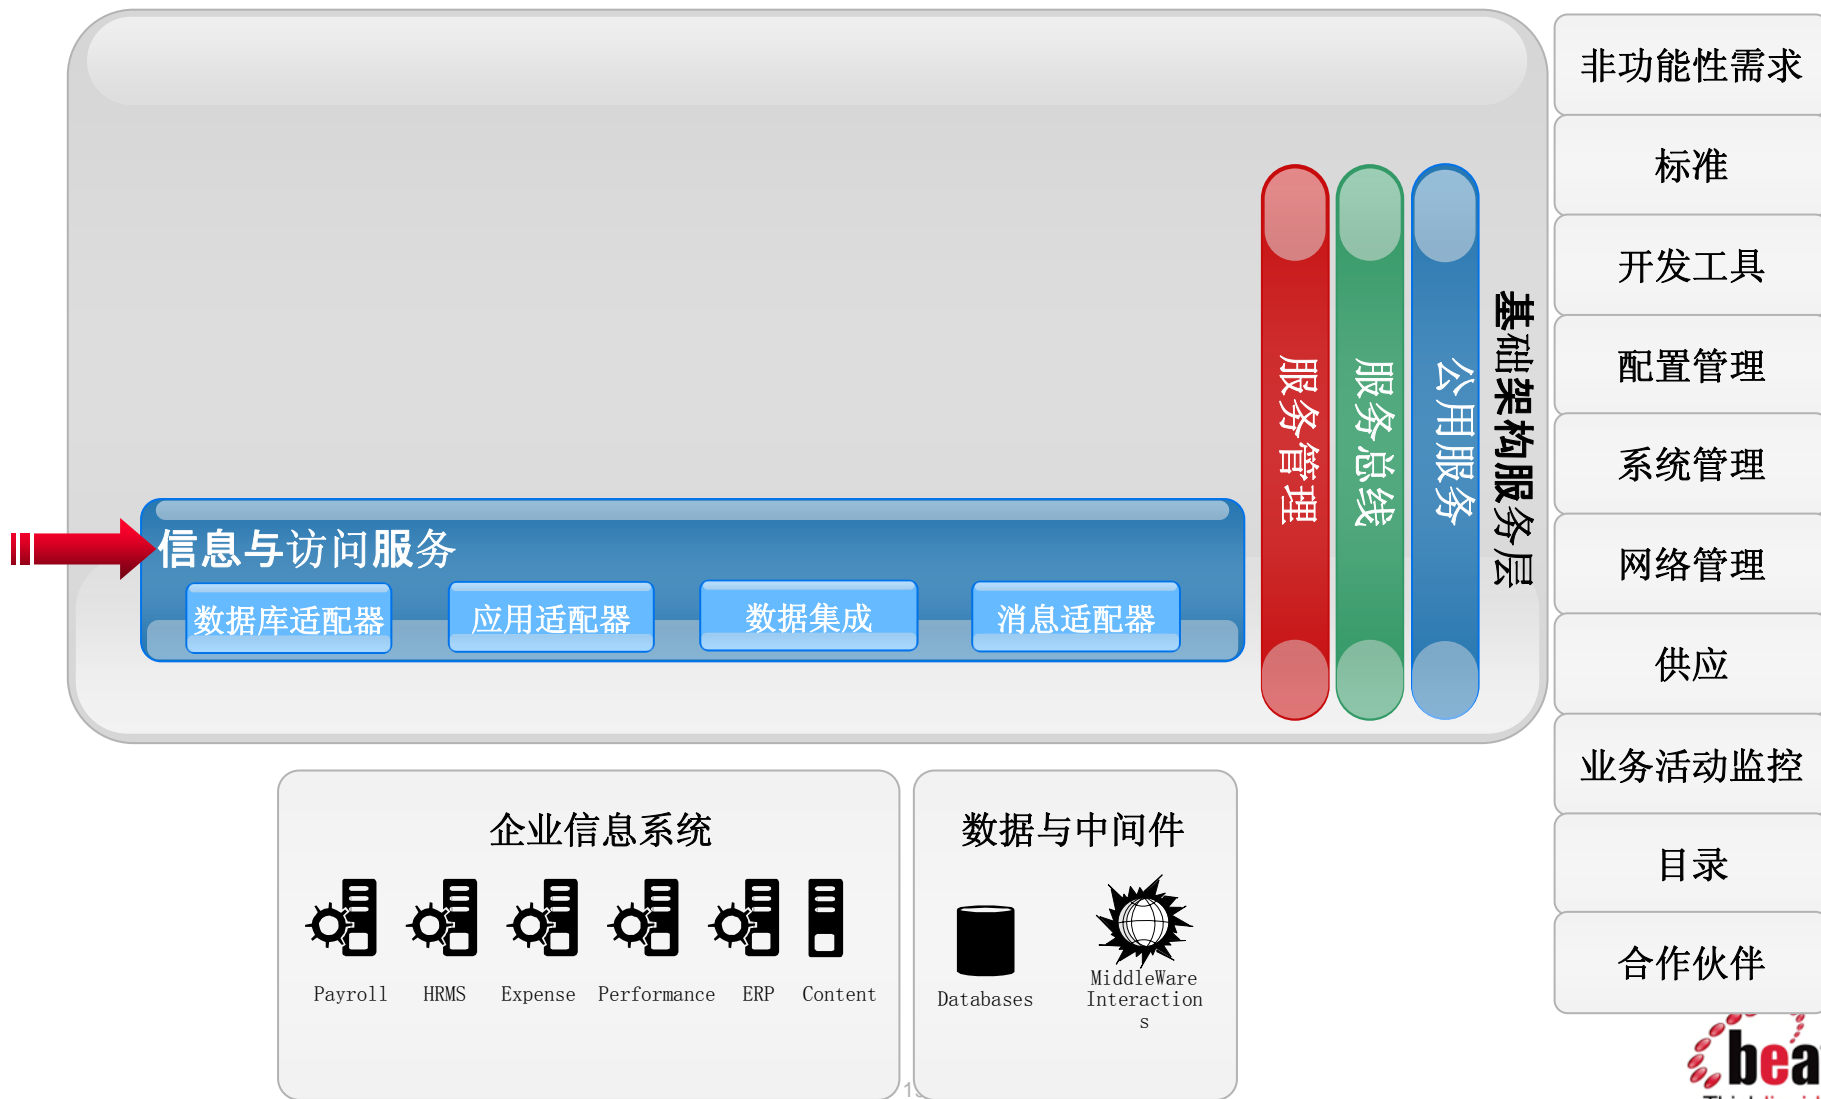 非功能性需求
标准
开发工具
配置管理
系统管理
网络管理
供应
业务活动监控
目录
合作伙伴
基础架构服务层
服务管理
服务总线
公用服务
信息与访问服务
数据库适配器
应用适配器
数据集成
消息适配器
企业信息系统
Payroll
HRMS
Expense
Performance
ERP
Content
数据与中间件
Databases
MiddleWare
Interaction
s
bea